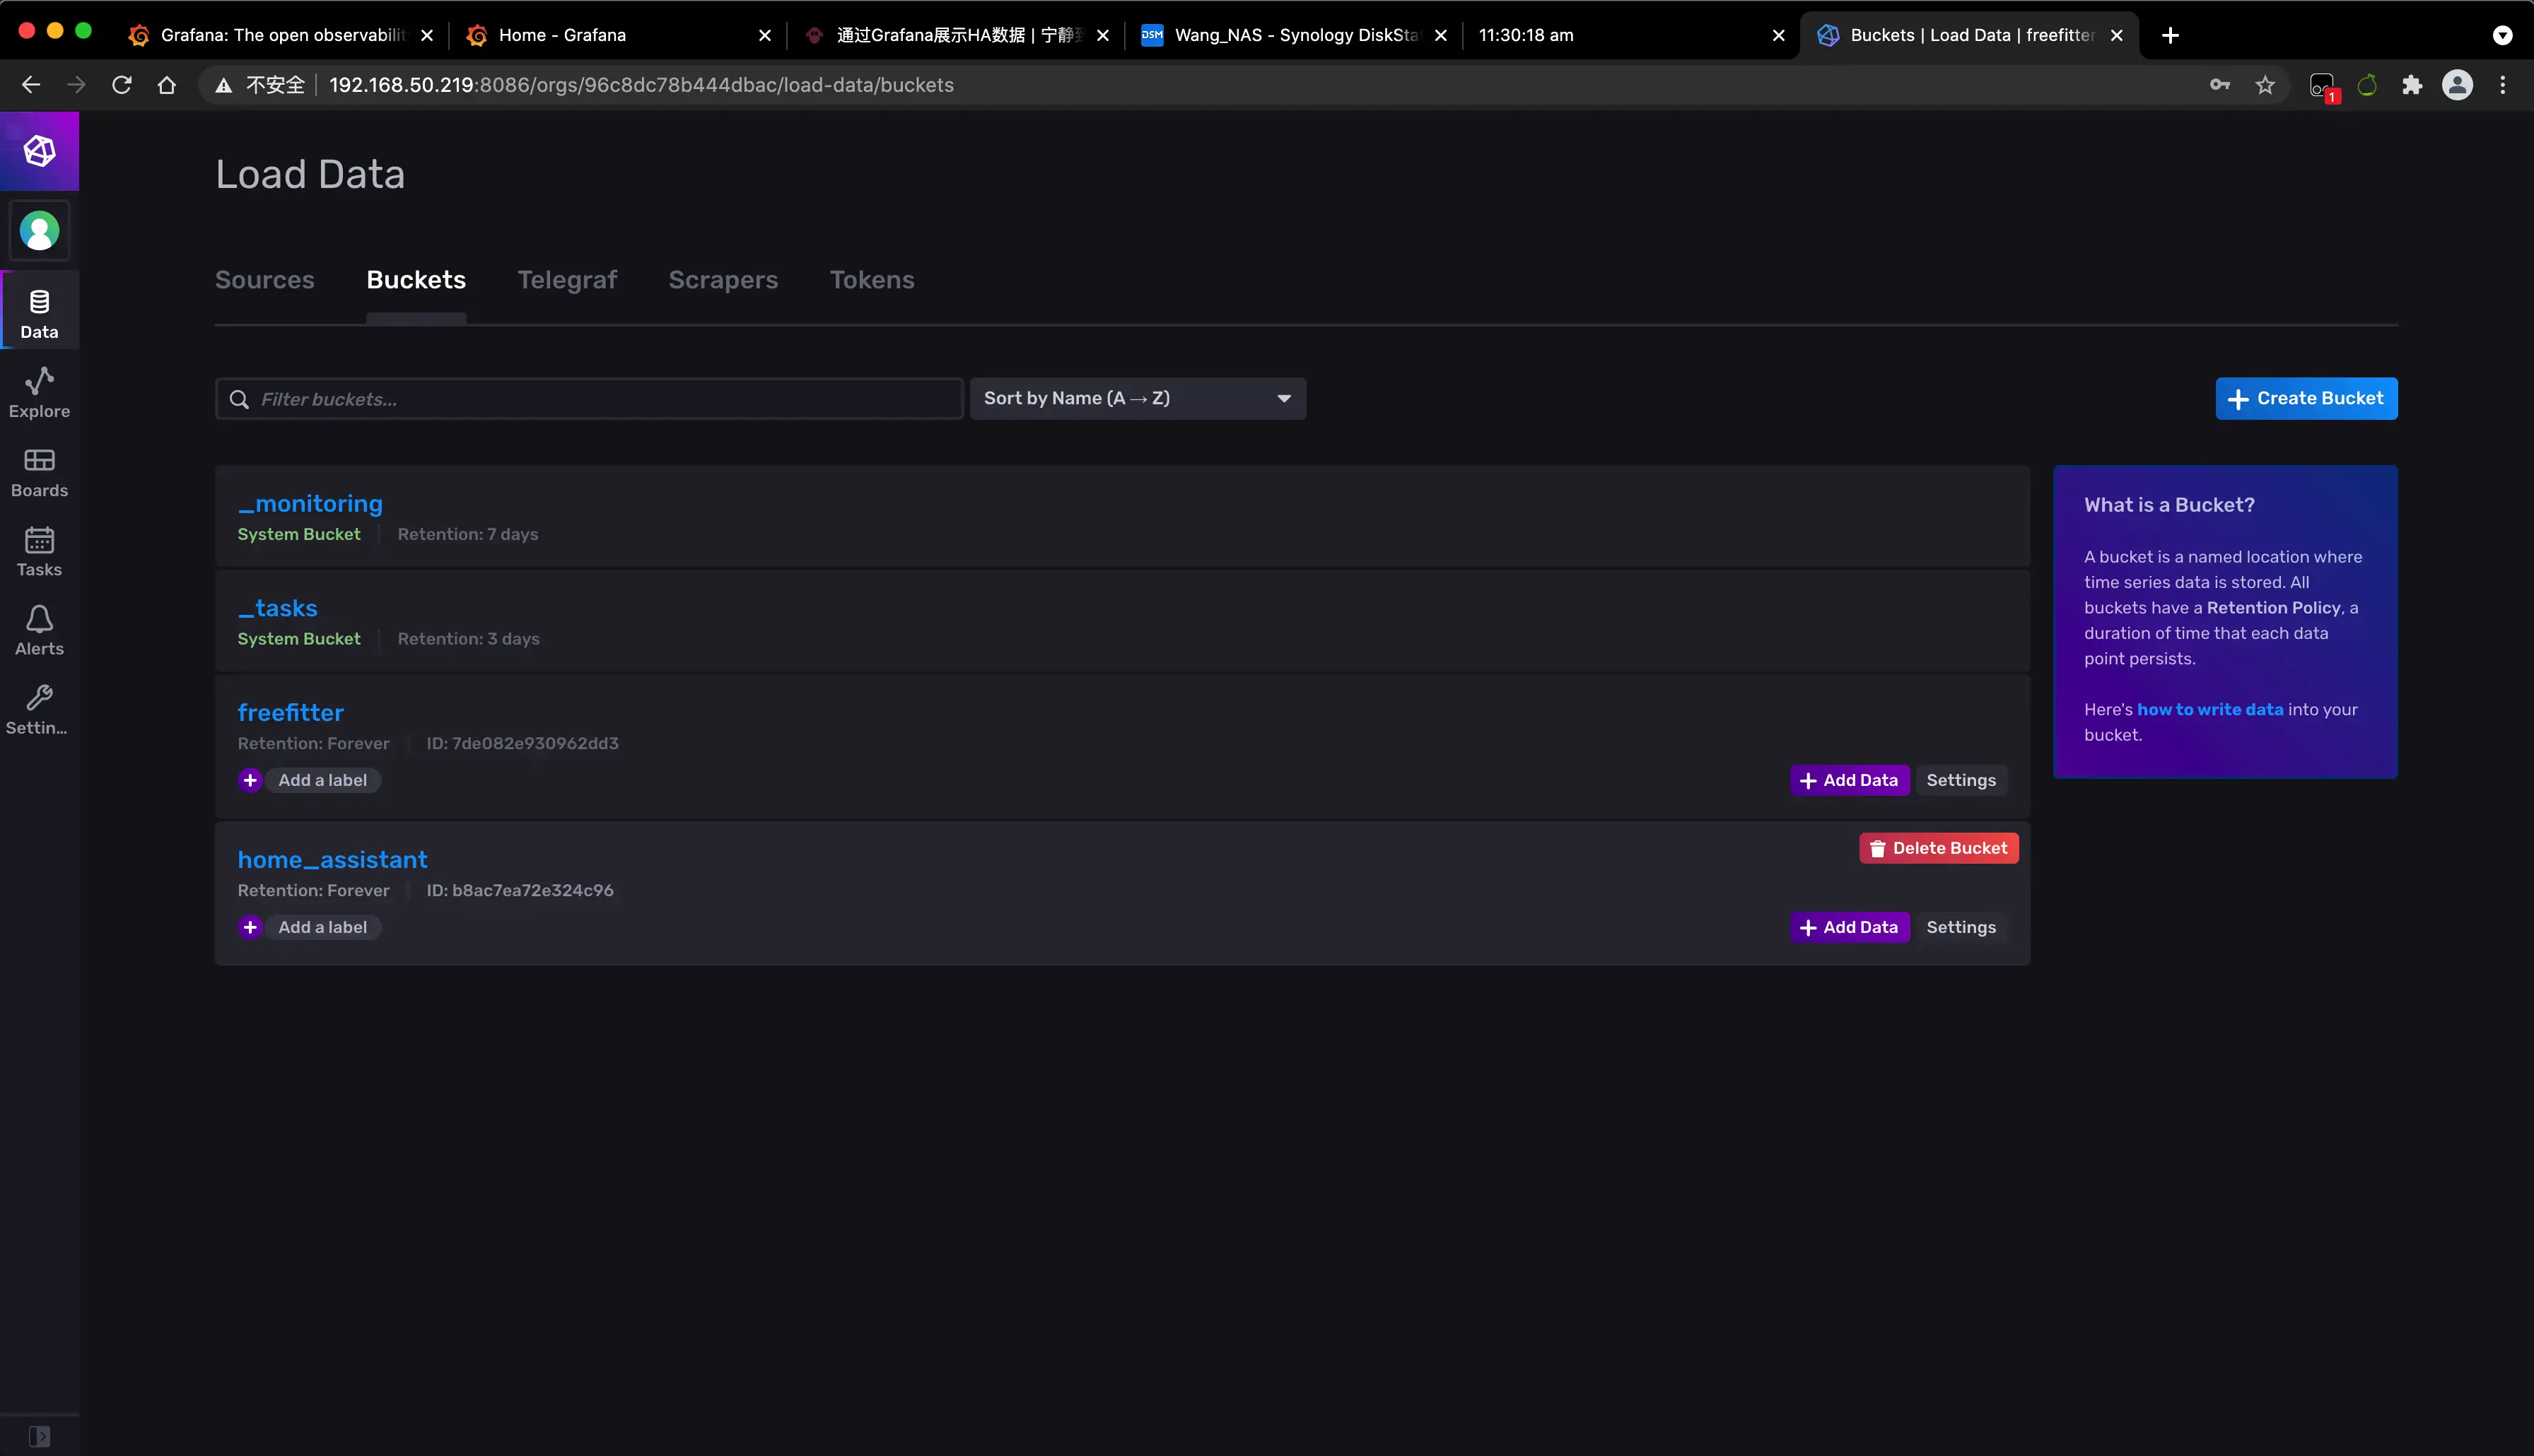 Grafana: The open observabilit
Home - Grafana
通过Grafana展示HA数据 | 宁静
Wang_NAS - Synology DiskSta
11:30:18 am
Buckets | Load Data | freefitter
不安全
192.168.50.219:8086/orgs/96c8dc78b444dbac/load-data/buckets
1
Load Data
Sources
Buckets
Telegraf
Scrapers
Tokens
Data
Explore
Boards
Tasks
Alerts
Settin...
Filter buckets...
Sort by Name (A → Z)
Create Bucket
_monitoring
System Bucket
Retention: 7 days
_tasks
System Bucket
Retention: 3 days
freefitter
Retention: Forever
ID: 7de082e930962dd3
Add a label
Add Data
Settings
home_assistant
Delete Bucket
Retention: Forever
ID: b8ac7ea72e324c96
Add a label
Add Data
Settings
What is a Bucket?
A bucket is a named location where
time series data is stored. All
buckets have a Retention Policy, a
duration of time that each data
point persists.
Here's how to write data into your
bucket.